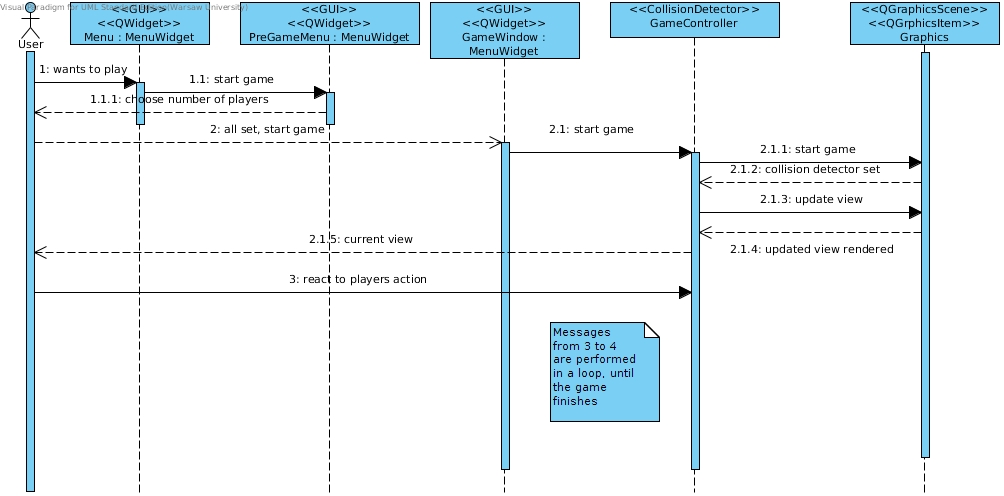 Visual Paradigm for UML Standard Edition(Warsaw University)
<<GUI>>
<<QWidget>>
Menu : MenuWidget
<<GUI>>
<<QWidget>>
PreGameMenu : MenuWidget
<<GUI>>
<<QWidget>>
GameWindow :
MenuWidget
<<CollisionDetector>>
GameController
<<QGraphicsScene>>
<<QGrphicsItem>>
Graphics
User
1: wants to play
1.1: start game
1.1.1: choose number of players
2: all set, start game
2.1: start game
2.1.1: start game
2.1.2: collision detector set
2.1.3: update view
2.1.5: current view
2.1.4: updated view rendered
3: react to players action
Messages
from 3 to 4
are performed
in a loop, until
the game
finishes